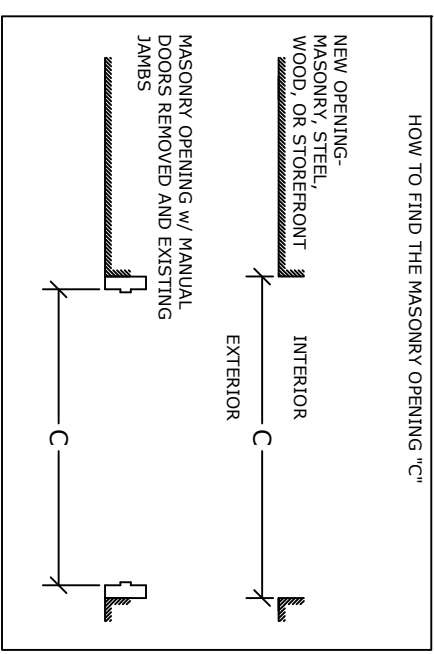 HOW TO FIND THE MASONRY OPENING "C"
NEW OPENING-
MASONRY, STEEL,
WOOD, OR STOREFRONT
INTERIOR
C
EXTERIOR
MASONRY OPENING w/ MANUAL
DOORS REMOVED AND EXISTING
JAMBS
C